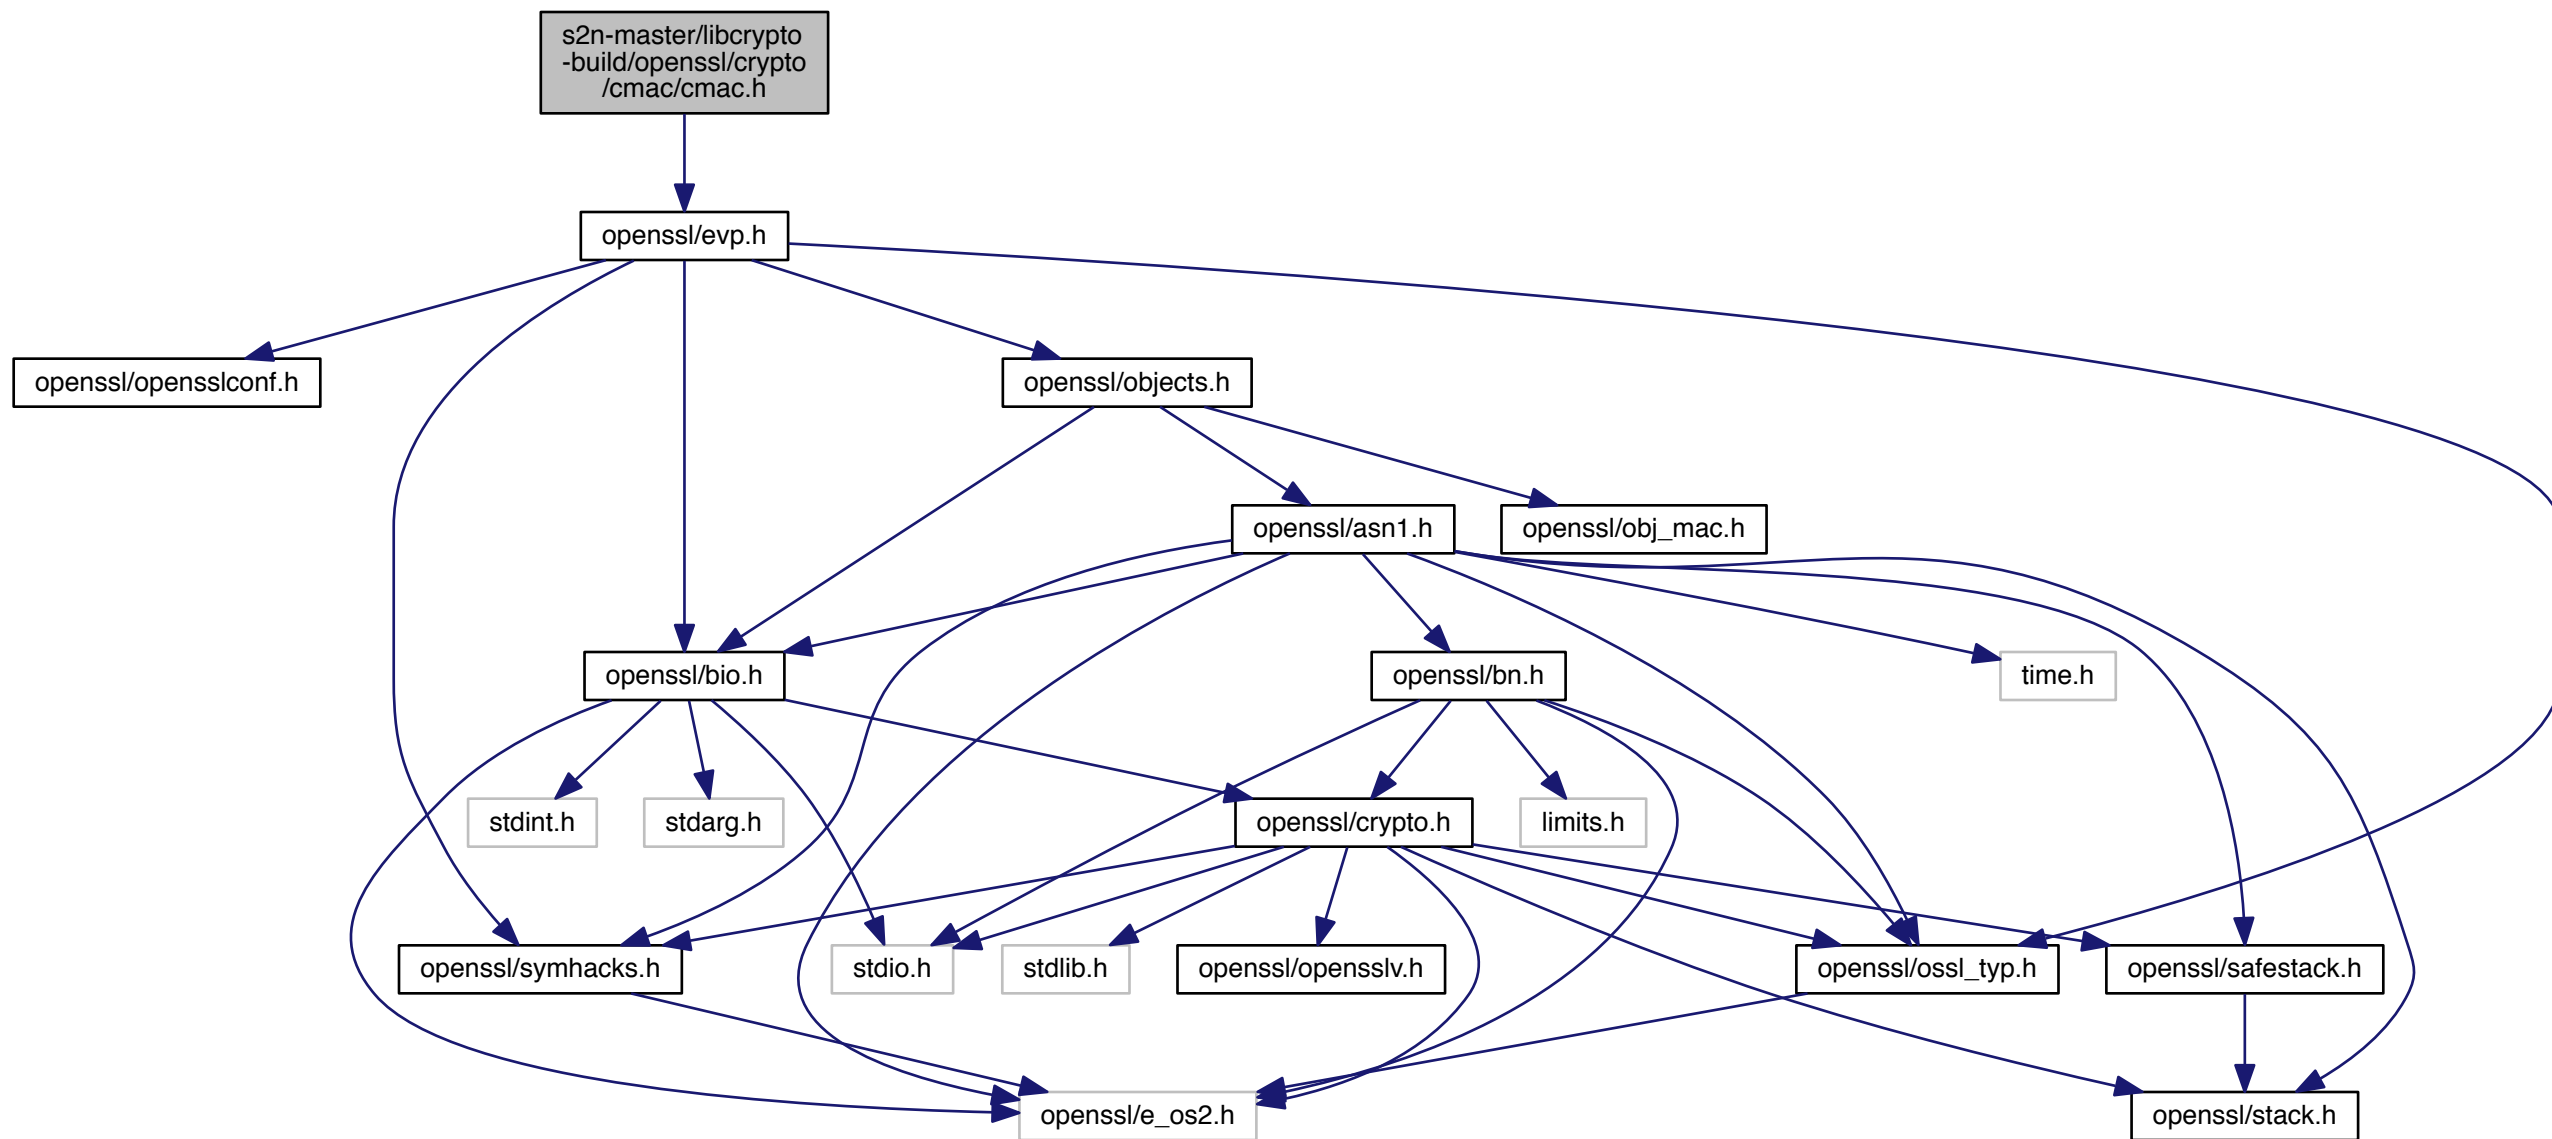 s2n-master/libcrypto
-build/openssl/crypto
/cmac/cmac.h
openssl/evp.h
openssl/opensslconf.h
openssl/objects.h
openssl/asn1.h
openssl/obj_mac.h
openssl/bio.h
openssl/bn.h
time.h
stdint.h
stdarg.h
openssl/crypto.h
limits.h
openssl/symhacks.h
stdio.h
stdlib.h
openssl/opensslv.h
openssl/ossl_typ.h
openssl/safestack.h
openssl/e_os2.h
openssl/stack.h